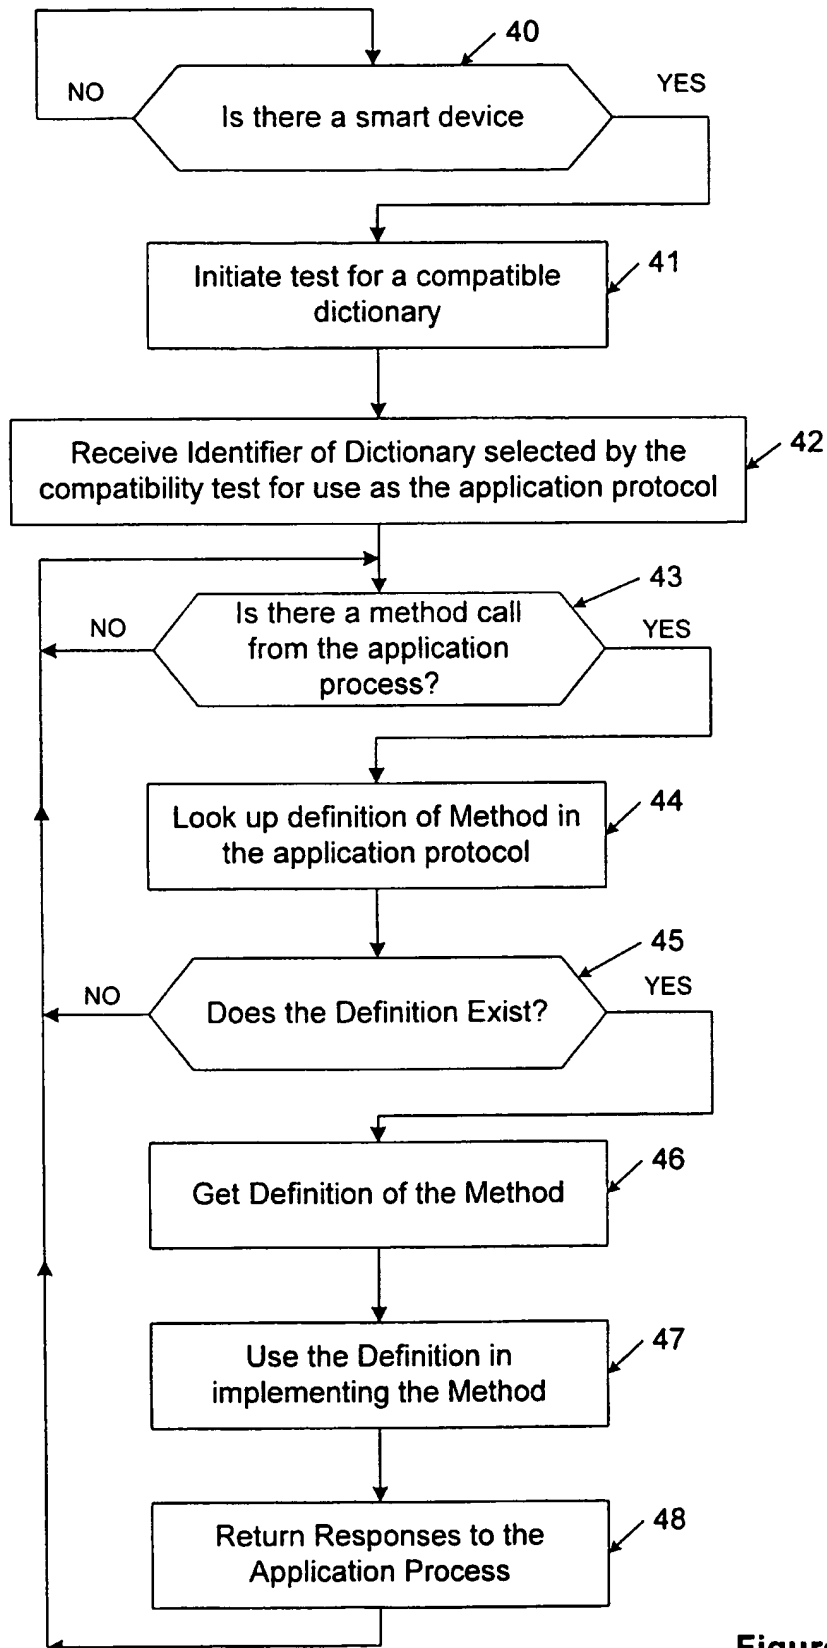 40
NO
YES
Is there a smart device
41
Initiate test for a compatible
dictionary
42
Receive Identifier of Dictionary selected by the
compatibility test for use as the application protocol
43
NO
Is there a method call
YES
from the application
process?
44
Look up definition of Method in
the application protocol
45
NO
YES
Does the Definition Exist?
46
Get Definition of the Method
47
Use the Definition in
implementing the Method
48
Return Responses to the
Application Process